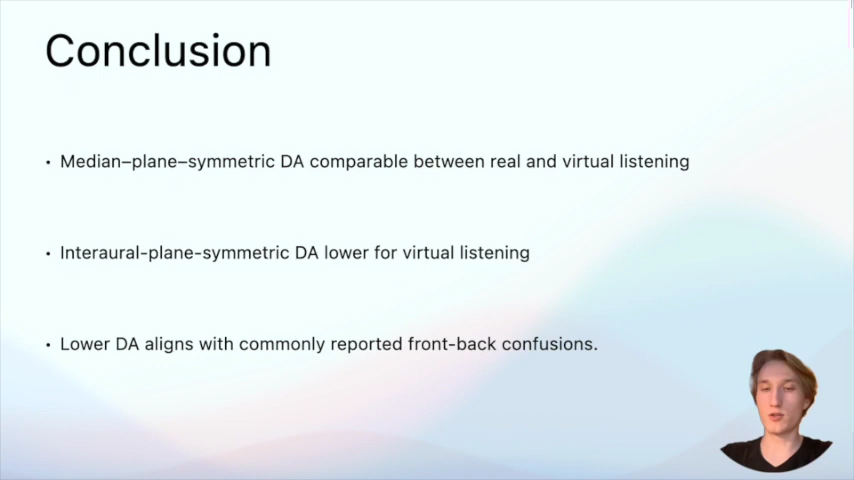 Conclusion
• Median–plane–symmetric DA comparable between real and virtual listening
• Interaural-plane-symmetric DA lower for virtual listening
• Lower DA aligns with commonly reported front-back confusions.